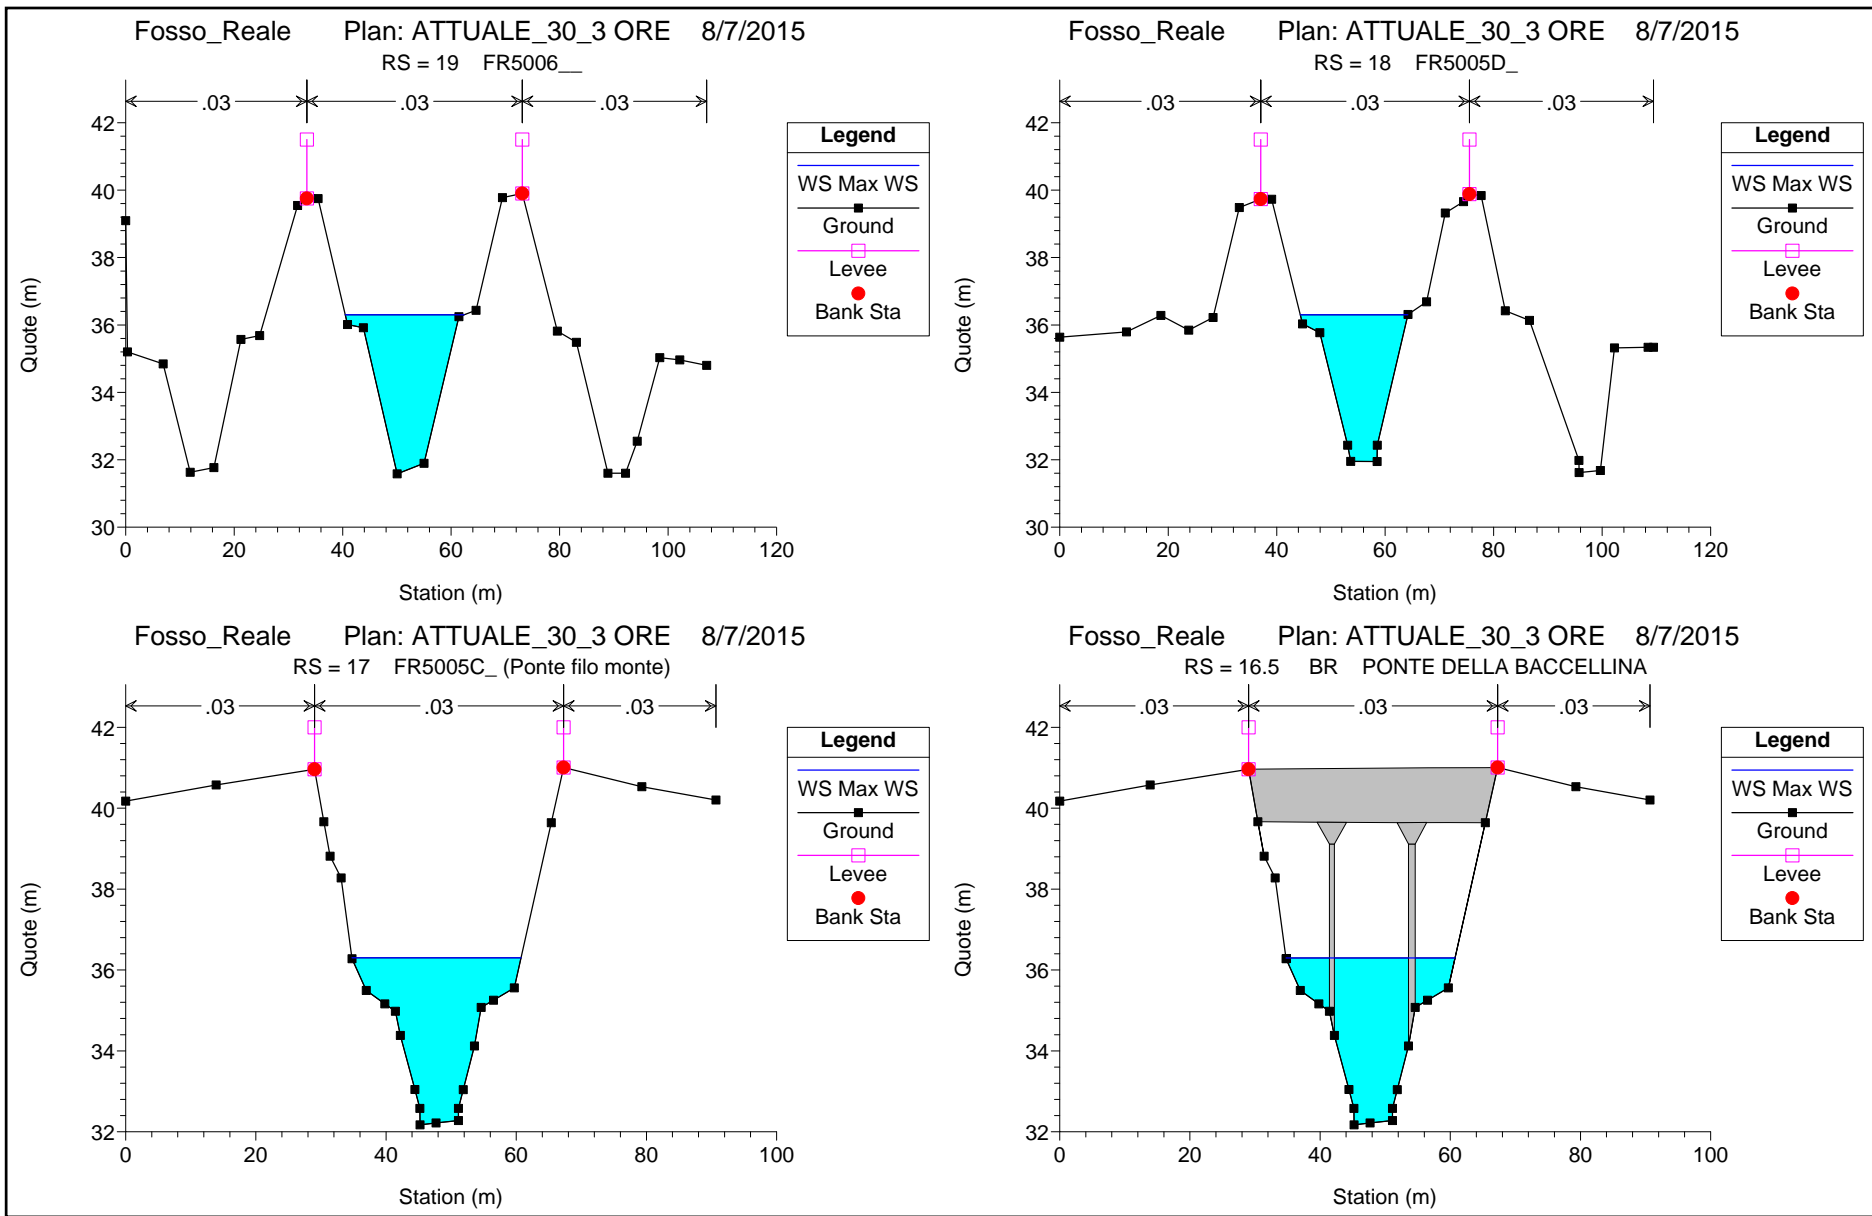 Fosso_Reale Plan: ATTUALE_30_3 ORE 8/7/2015
RS = 19 FR5006__
.03 .03 .03
42
40
38
36
34
32
30
Quote (m)
0 20 40 60 80 100 120
Station (m)
Legend
WS Max WS
Ground
Levee
Bank Sta
Fosso_Reale Plan: ATTUALE_30_3 ORE 8/7/2015
RS = 18 FR5005D_
.03 .03 .03
42
40
38
36
34
32
30
Quote (m)
0 20 40 60 80 100 120
Station (m)
Legend
WS Max WS
Ground
Levee
Bank Sta
Fosso_Reale Plan: ATTUALE_30_3 ORE 8/7/2015
RS = 17 FR5005C_ (Ponte filo monte)
.03 .03 .03
42
40
38
36
34
32
Quote (m)
0 20 40 60 80 100
Station (m)
Legend
WS Max WS
Ground
Levee
Bank Sta
Fosso_Reale Plan: ATTUALE_30_3 ORE 8/7/2015
RS = 16.5 BR PONTE DELLA BACCELLINA
.03 .03 .03
42
40
38
36
34
32
Quote (m)
0 20 40 60 80 100
Station (m)
Legend
WS Max WS
Ground
Levee
Bank Sta